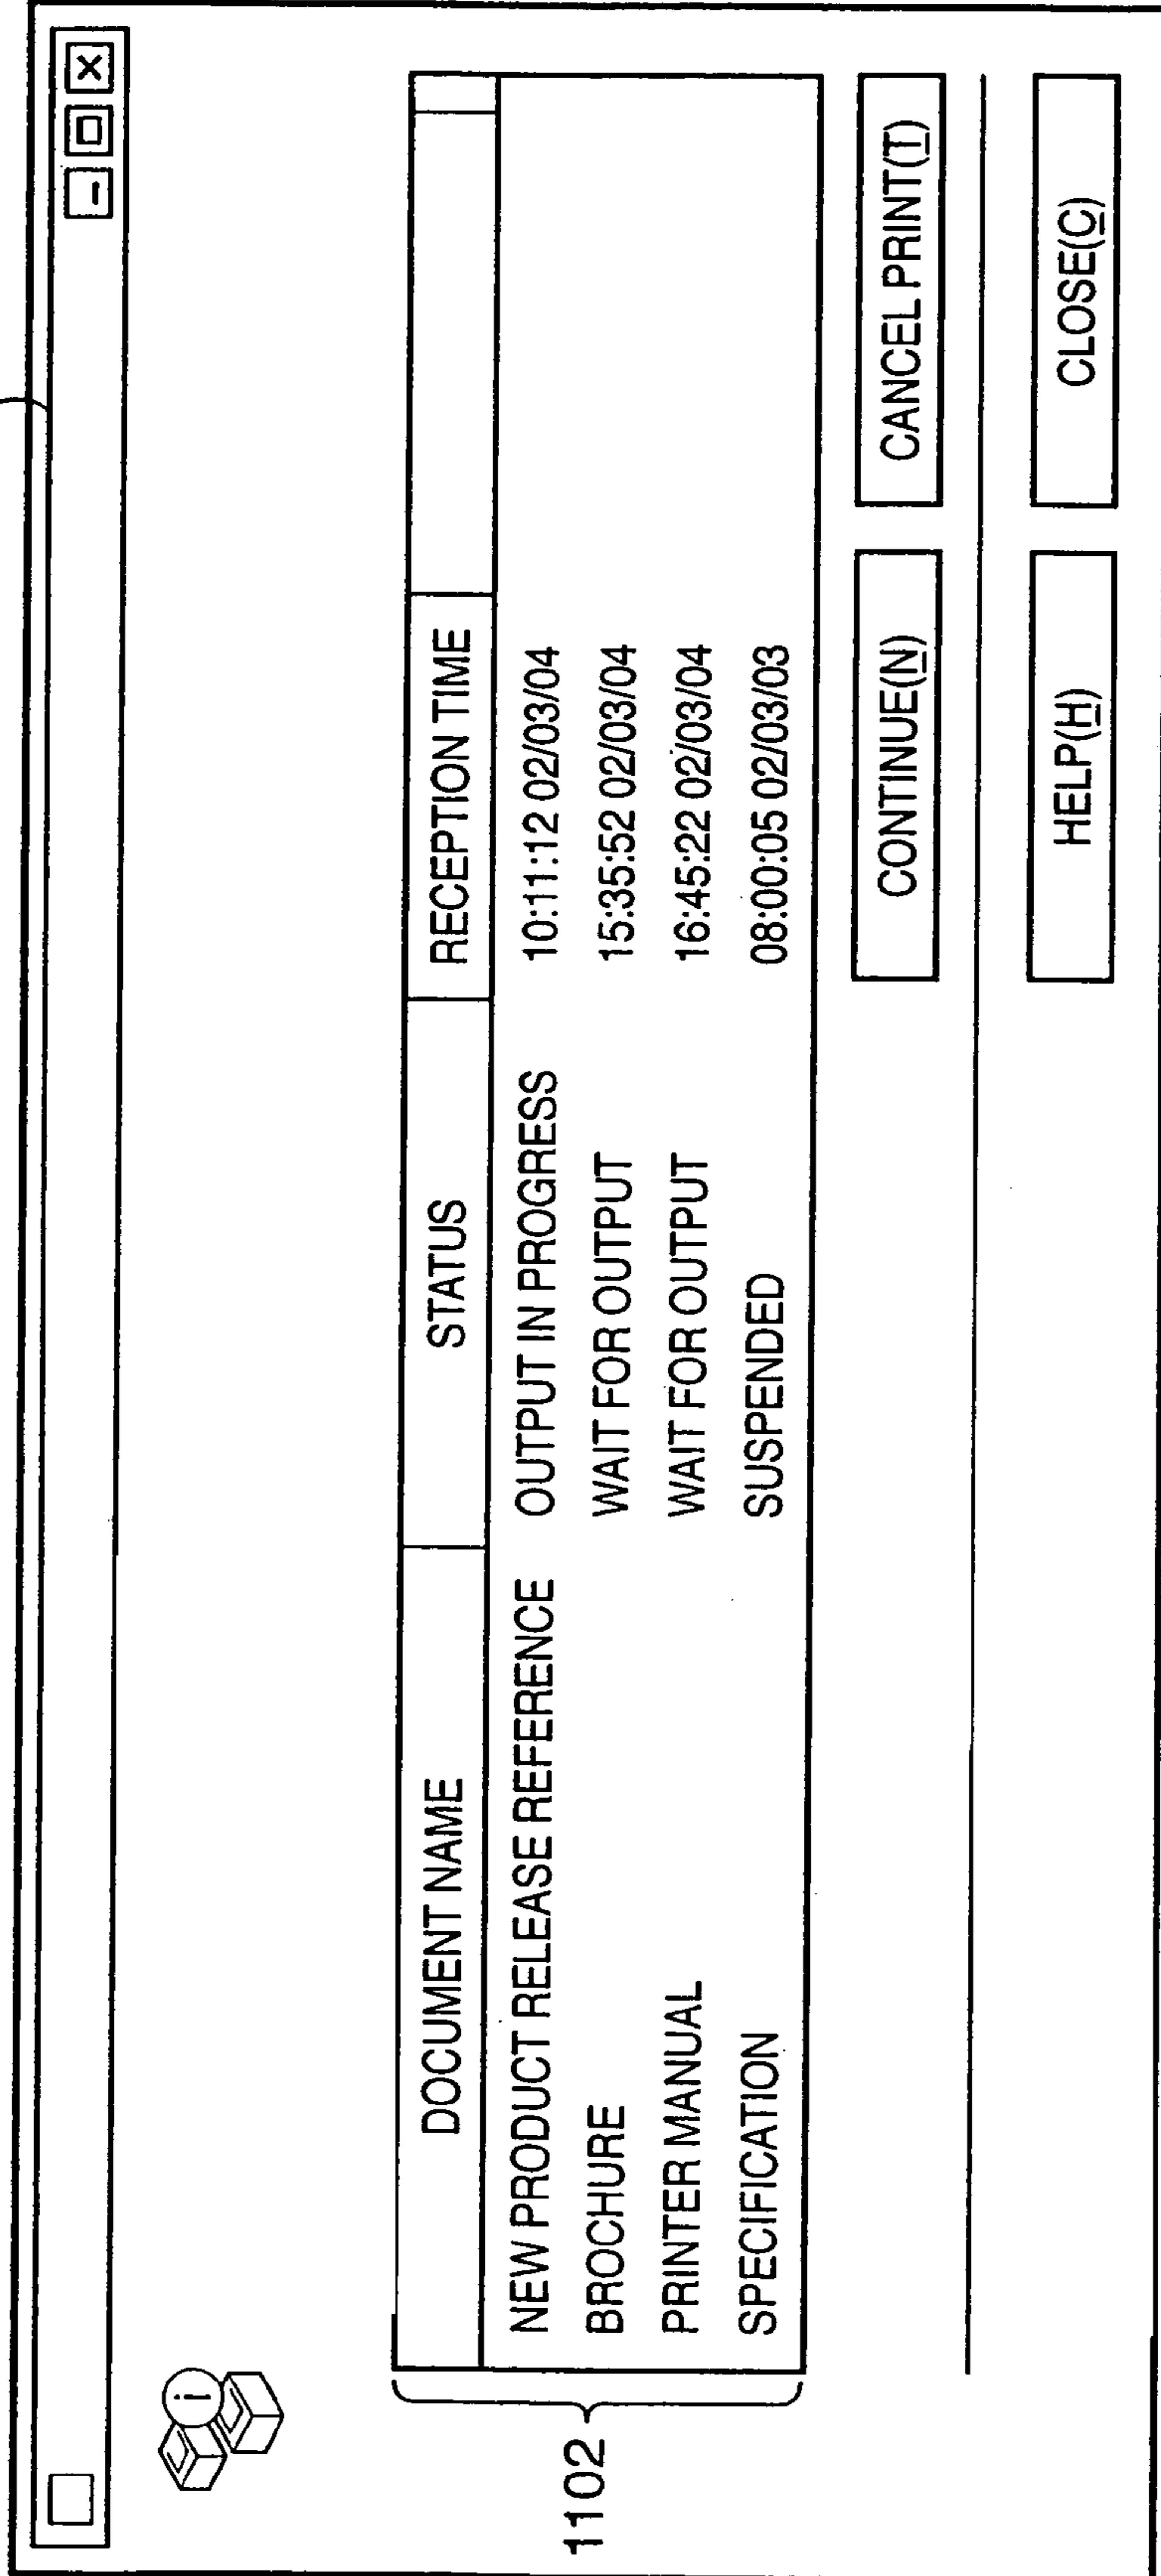 DOCUMENT NAME STATUS RECEPTION TIME
NEW PRODUCT RELEASE REFERENCE OUTPUT IN PROGRESS 10:11:12 02/03/04
BROCHURE WAIT FOR OUTPUT 15:35:52 02/03/04
PRINTER MANUAL WAIT FOR OUTPUT 16:45:22 02/03/04
SPECIFICATION SUSPENDED 08:00:05 02/03/03
1102
CONTINUE(N) CANCEL PRINT(T)
HELP(H) CLOSE(C)